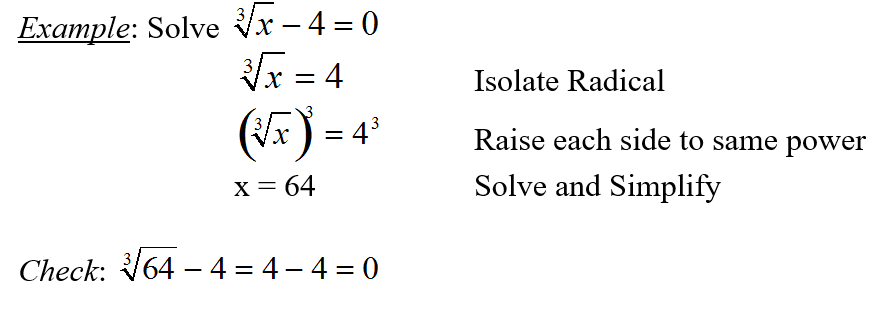 Example: Solve ∛x − 4 = 0
∛x = 4 Isolate Radical
(∛x)³ = 4³ Raise each side to same power
x = 64 Solve and Simplify
Check: ∛64 − 4 = 4 − 4 = 0